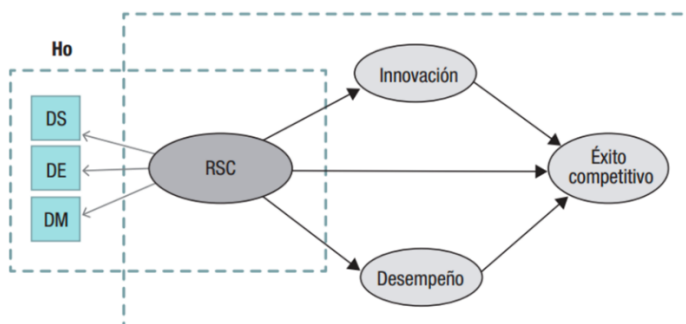 Ho
DS
DE
DM
RSC
Innovación
Éxito
competitivo
Desempeño